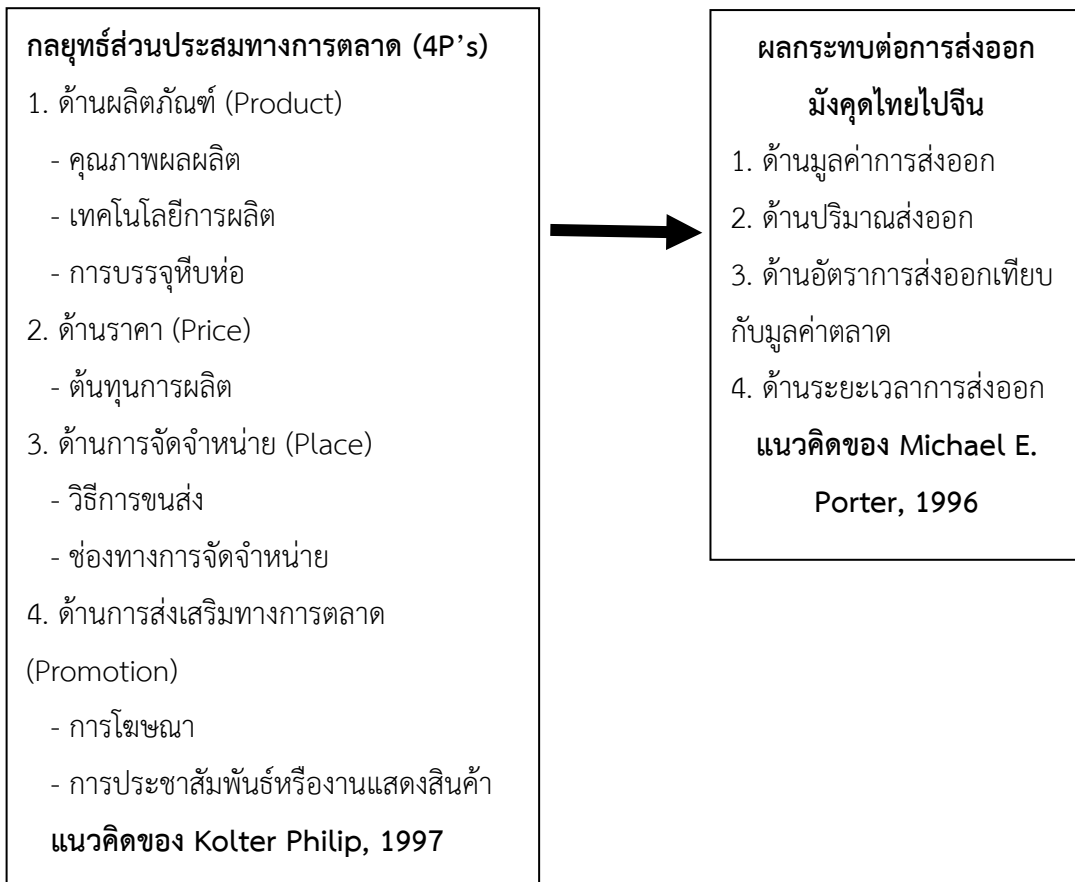 กลยุทธ์ส่วนประสมทางการตลาด (4P’s)
1. ด้านผลิตภัณฑ์ (Product)
- คุณภาพผลผลิต
- เทคโนโลยีการผลิต
- การบรรจุหีบห่อ
2. ด้านราคา (Price)
- ต้นทุนการผลิต
3. ด้านการจัดจำหน่าย (Place)
- วิธีการขนส่ง
- ช่องทางการจัดจำหน่าย
4. ด้านการส่งเสริมทางการตลาด
(Promotion)
- การโฆษณา
- การประชาสัมพันธ์หรืองานแสดงสินค้า
แนวคิดของ Kolter Philip, 1997
ผลกระทบต่อการส่งออก
มังคุดไทยไปจีน
1. ด้านมูลค่าการส่งออก
2. ด้านปริมาณส่งออก
3. ด้านอัตราการส่งออกเทียบ
กับมูลค่าตลาด
4. ด้านระยะเวลาการส่งออก
แนวคิดของ Michael E.
Porter, 1996